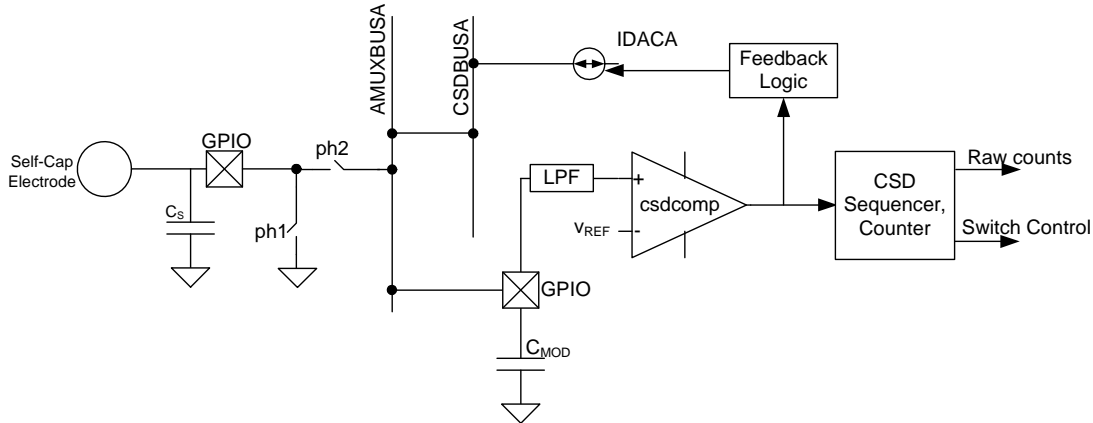 AMUXBUSA
CSDBUSA
IDACA
Feedback
Logic
GPIO
ph2
Self-Cap
Electrode
LPF
Raw counts
CS
+
csdcomp
CSD
Sequencer,
Counter
ph1
VREF
-
Switch Control
GPIO
CMOD